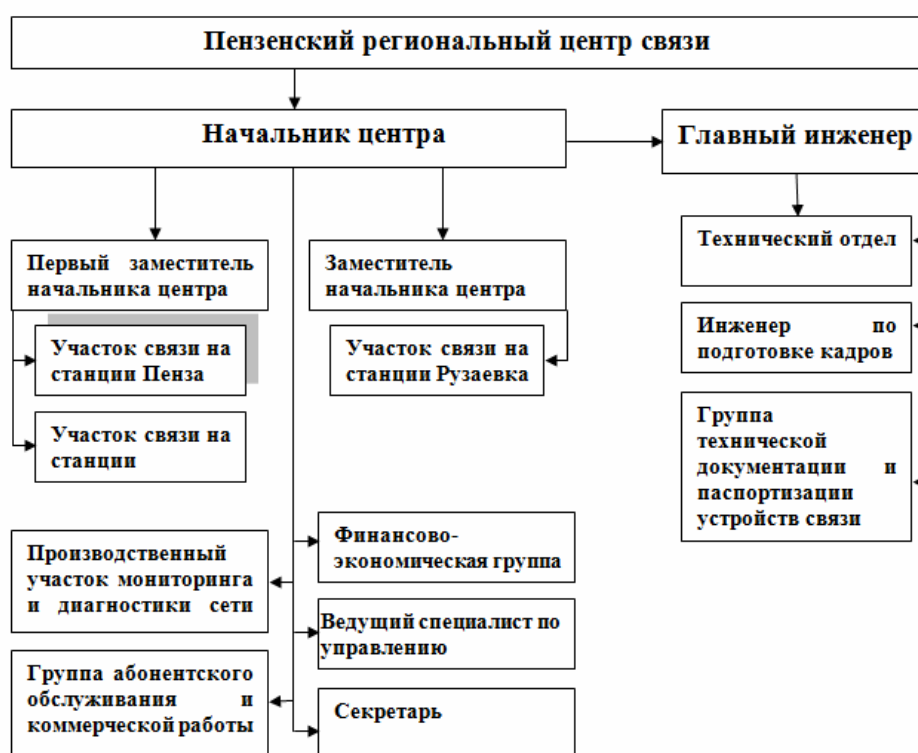 Пензенский региональный центр связи
Начальник центра
Главный инженер
Первый заместитель
начальника центра
Заместитель
начальника центра
Технический отдел
Участок связи на
станции Пенза
Участок связи на
станции Рузаевка
Инженер по
подготовке кадров
Участок связи на
станции
Группа
технической
документации и
паспортизации
устройств связи
Производственный
участок мониторинга
и диагностики сети
Финансово-
экономическая группа
Ведущий специалист по
управлению
Группа абонентского
обслуживания и
коммерческой работы
Секретарь